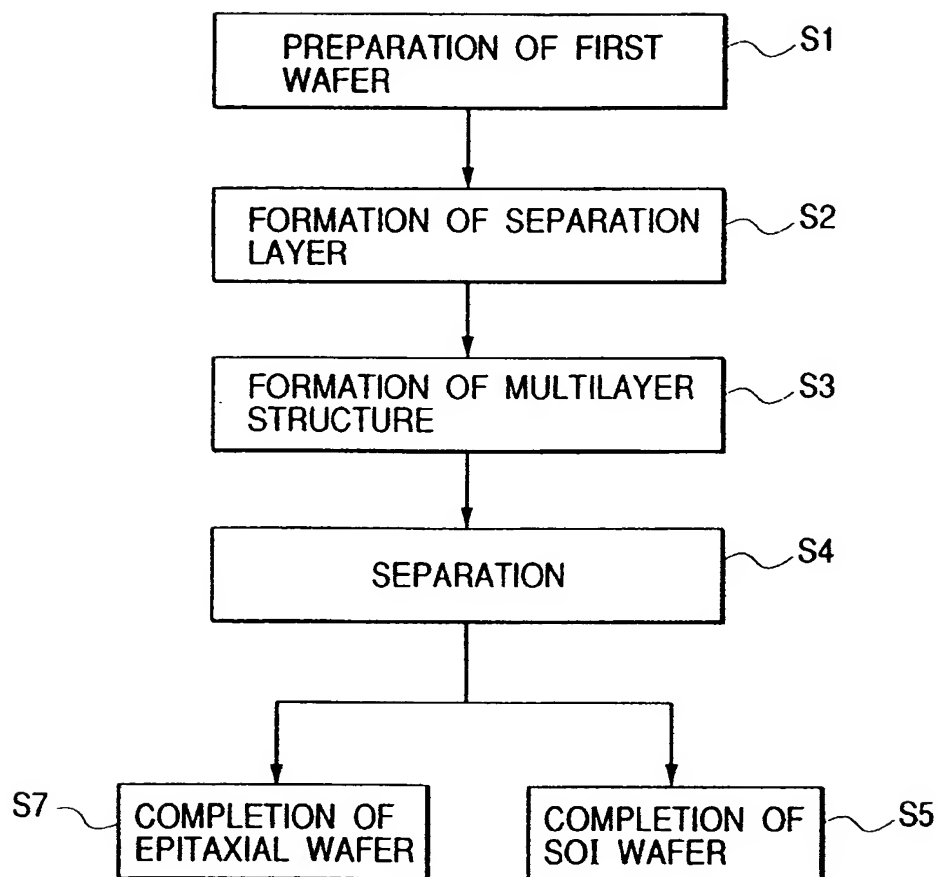 PREPARATION OF FIRST
WAFER
S1
FORMATION OF SEPARATION
LAYER
S2
FORMATION OF MULTILAYER
STRUCTURE
S3
SEPARATION
S4
S7
COMPLETION OF
EPITAXIAL WAFER
COMPLETION OF
SOI WAFER
S5